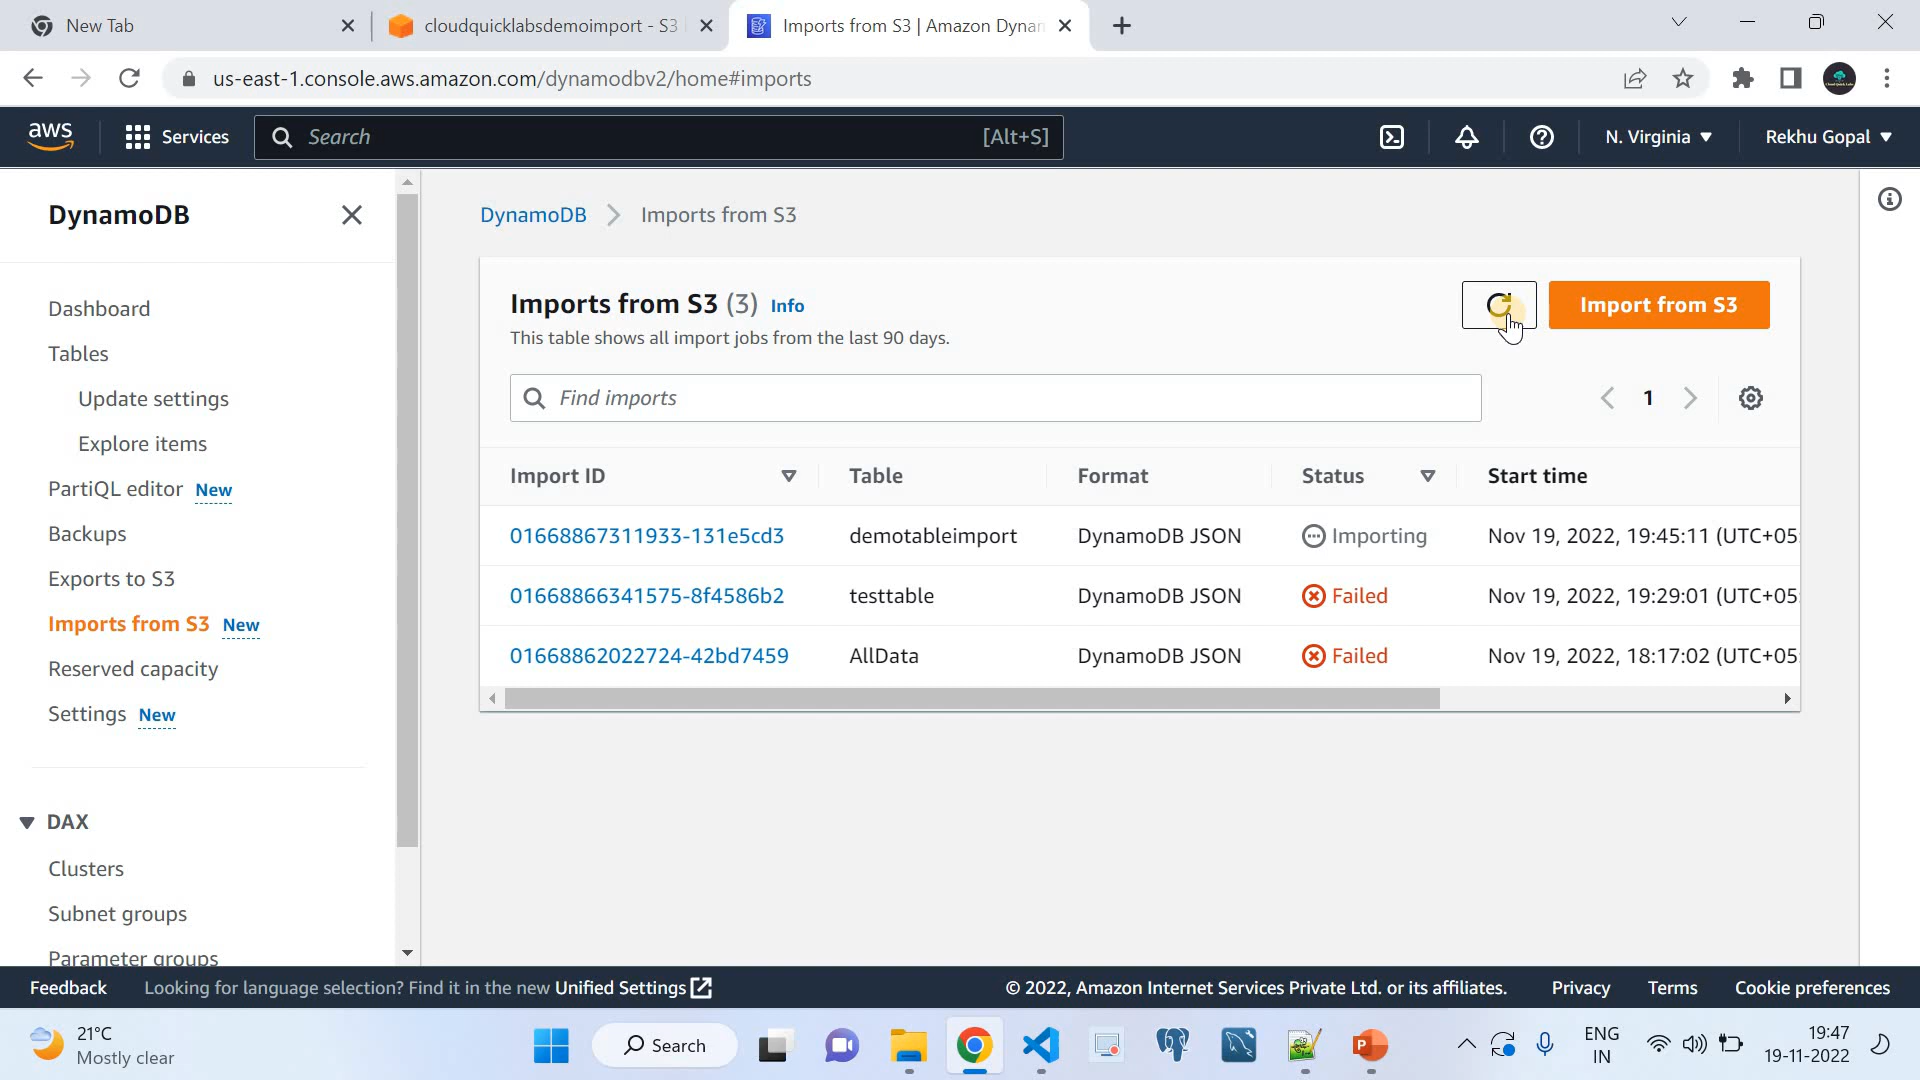 New Tab
cloudquicklabsdemoimport - S3
Imports from S3 | Amazon Dynam
us-east-1.console.aws.amazon.com/dynamodbv2/home#imports
aws
Services
Search
[Alt+S]
N. Virginia
Rekhu Gopal
DynamoDB
Dashboard
Tables
Update settings
Explore items
PartiQL editor New
Backups
Exports to S3
Imports from S3 New
Reserved capacity
Settings New
DAX
Clusters
Subnet groups
Parameter groups
DynamoDB Imports from S3
Imports from S3 (3) Info
This table shows all import jobs from the last 90 days.
Import from S3
Find imports
1
Import ID Table Format Status Start time
01668867311933-131e5cd3 demotableimport DynamoDB JSON Importing Nov 19, 2022, 19:45:11 (UTC+05:
01668866341575-8f4586b2 testtable DynamoDB JSON Failed Nov 19, 2022, 19:29:01 (UTC+05:
01668862022724-42bd7459 AllData DynamoDB JSON Failed Nov 19, 2022, 18:17:02 (UTC+05:
Feedback Looking for language selection? Find it in the new Unified Settings
© 2022, Amazon Internet Services Private Ltd. or its affiliates. Privacy Terms Cookie preferences
21°C
Mostly clear
Search
ENG
IN
19:47
19-11-2022